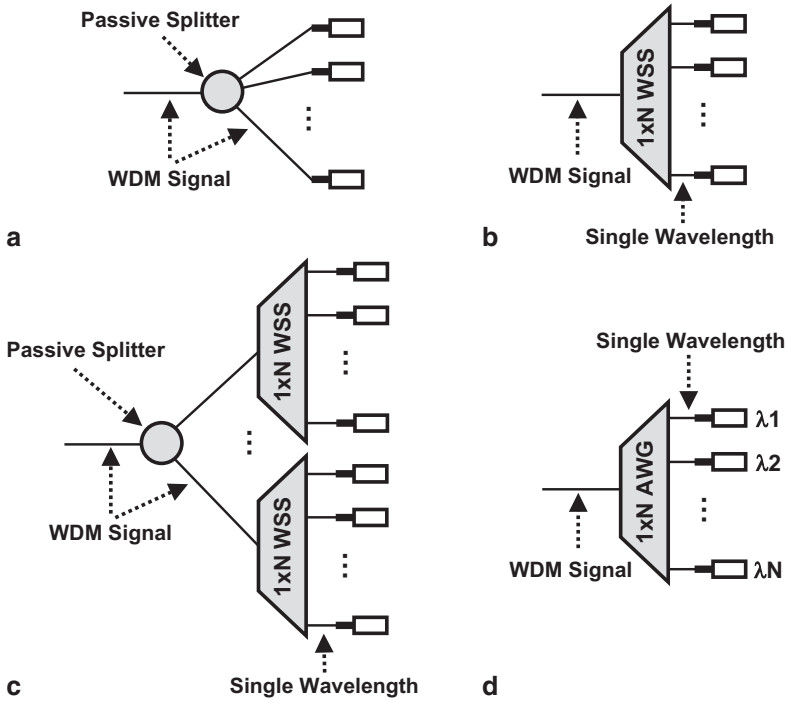 Passive Splitter
⋮
WDM Signal
a
1xN WSS
⋮
WDM Signal
Single Wavelength
b
Passive Splitter
1xN WSS
⋮
⋮
1xN WSS
⋮
WDM Signal
Single Wavelength
c
Single Wavelength
1xN AWG
λ1
λ2
⋮
λN
WDM Signal
d